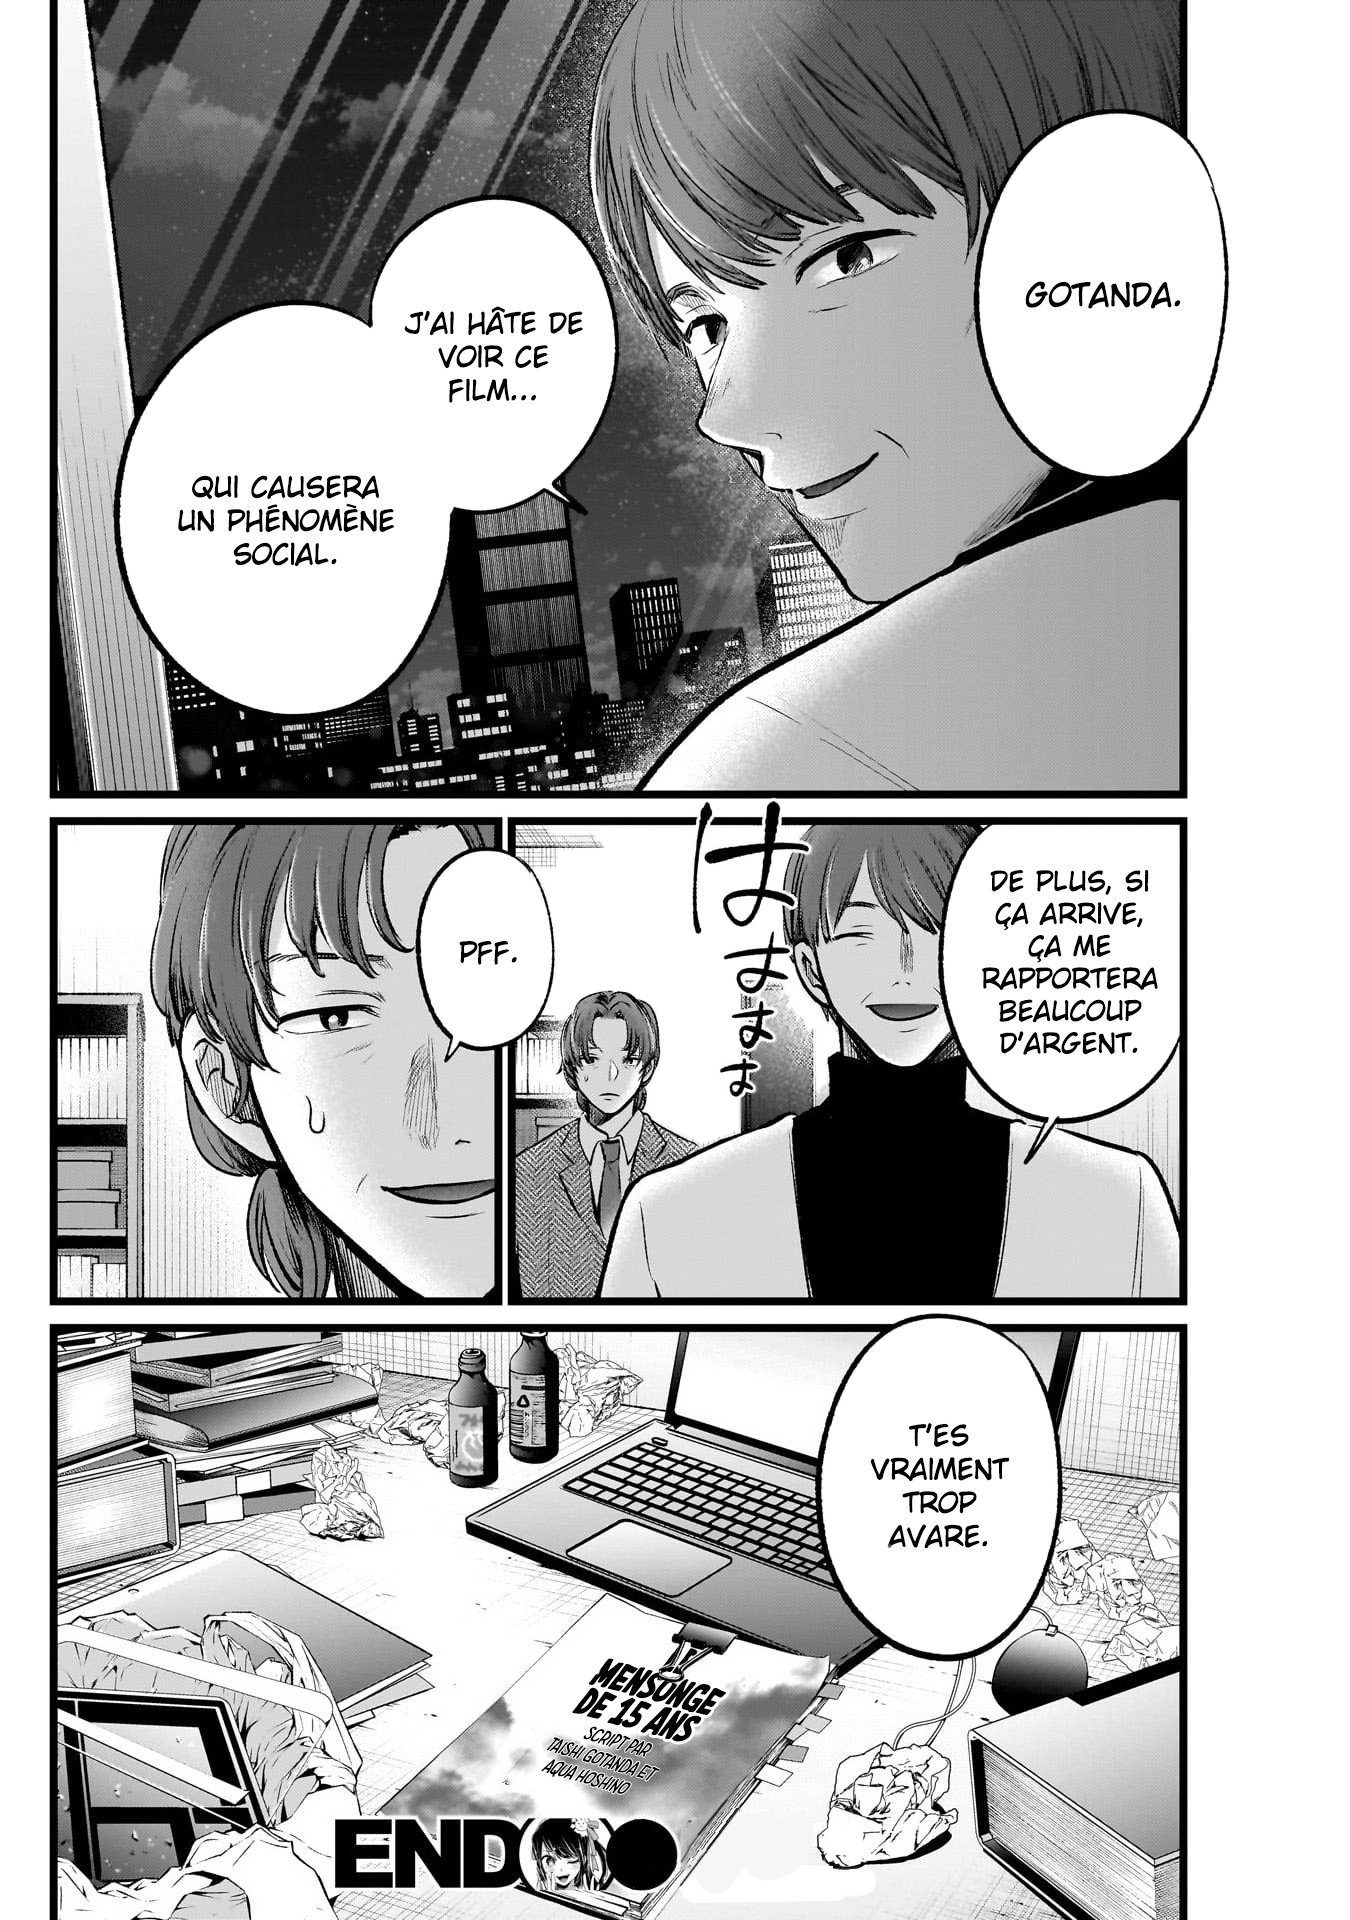 GOTANDA.
J'AI HÂTE DE
VOIR CE
FILM...
QUI CAUSERA
UN PHÉNOMÈNE
SOCIAL.
DE PLUS, SI
ÇA ARRIVE,
ÇA ME
RAPPORTERA
BEAUCOUP
D'ARGENT.
はははは
PFF.
T'ES
VRAIMENT
TROP
AVARE.
MENSONGE
DE 15 ANS
SCRIPT PAR
TAISHI GOTANDA ET
AQUA HOSHINO
END